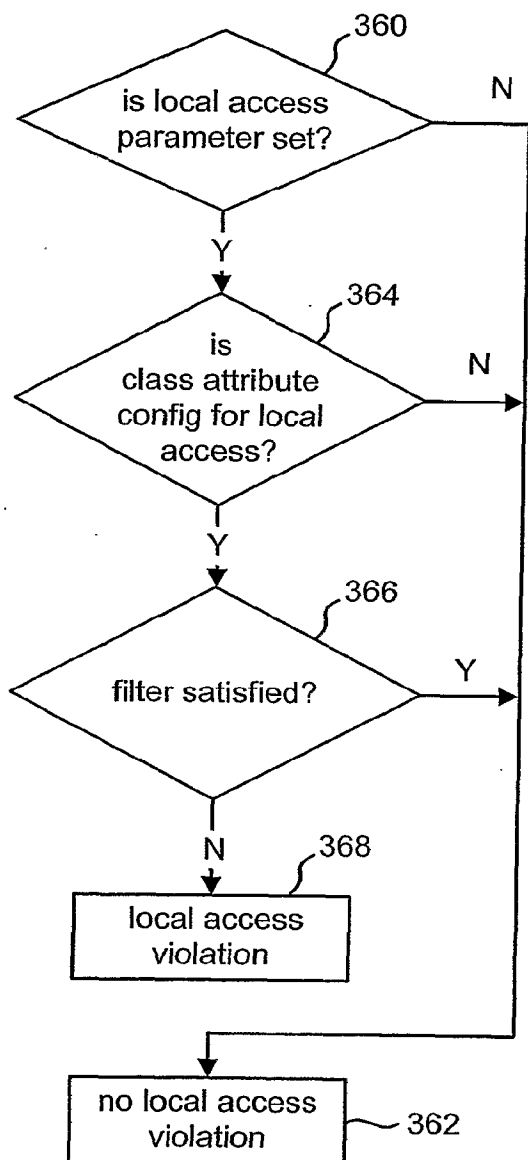 360
is local access
parameter set?
N
Y
364
is
class attribute
config for local
access?
N
Y
366
filter satisfied?
Y
N
368
local access
violation
no local access
violation
362